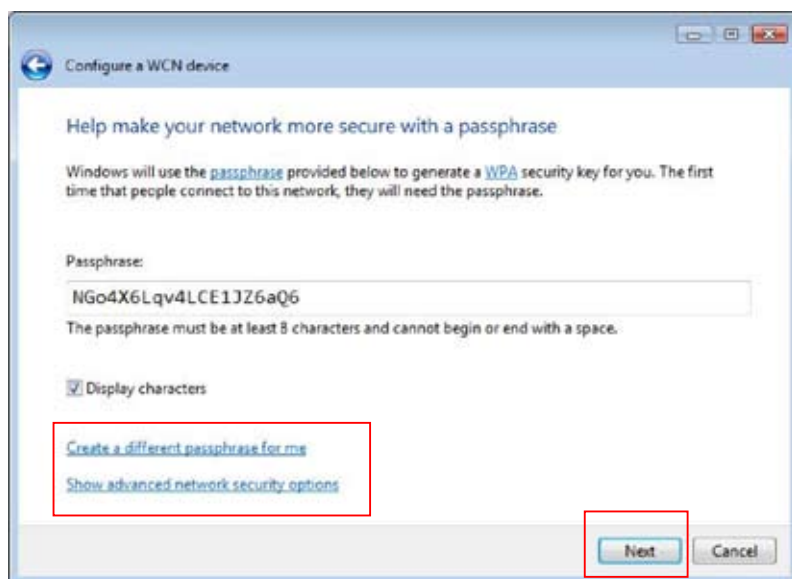 Configure a WCN device
Help make your network more secure with a passphrase
Windows will use the passphrase provided below to generate a WPA security key for you. The first
time that people connect to this network, they will need the passphrase.
Passphrase:
NGo4X6Lqv4LCE1JZ6aQ6
The passphrase must be at least 8 characters and cannot begin or end with a space.
Display characters
Create a different passphrase for me
Show advanced network security options
Next Cancel